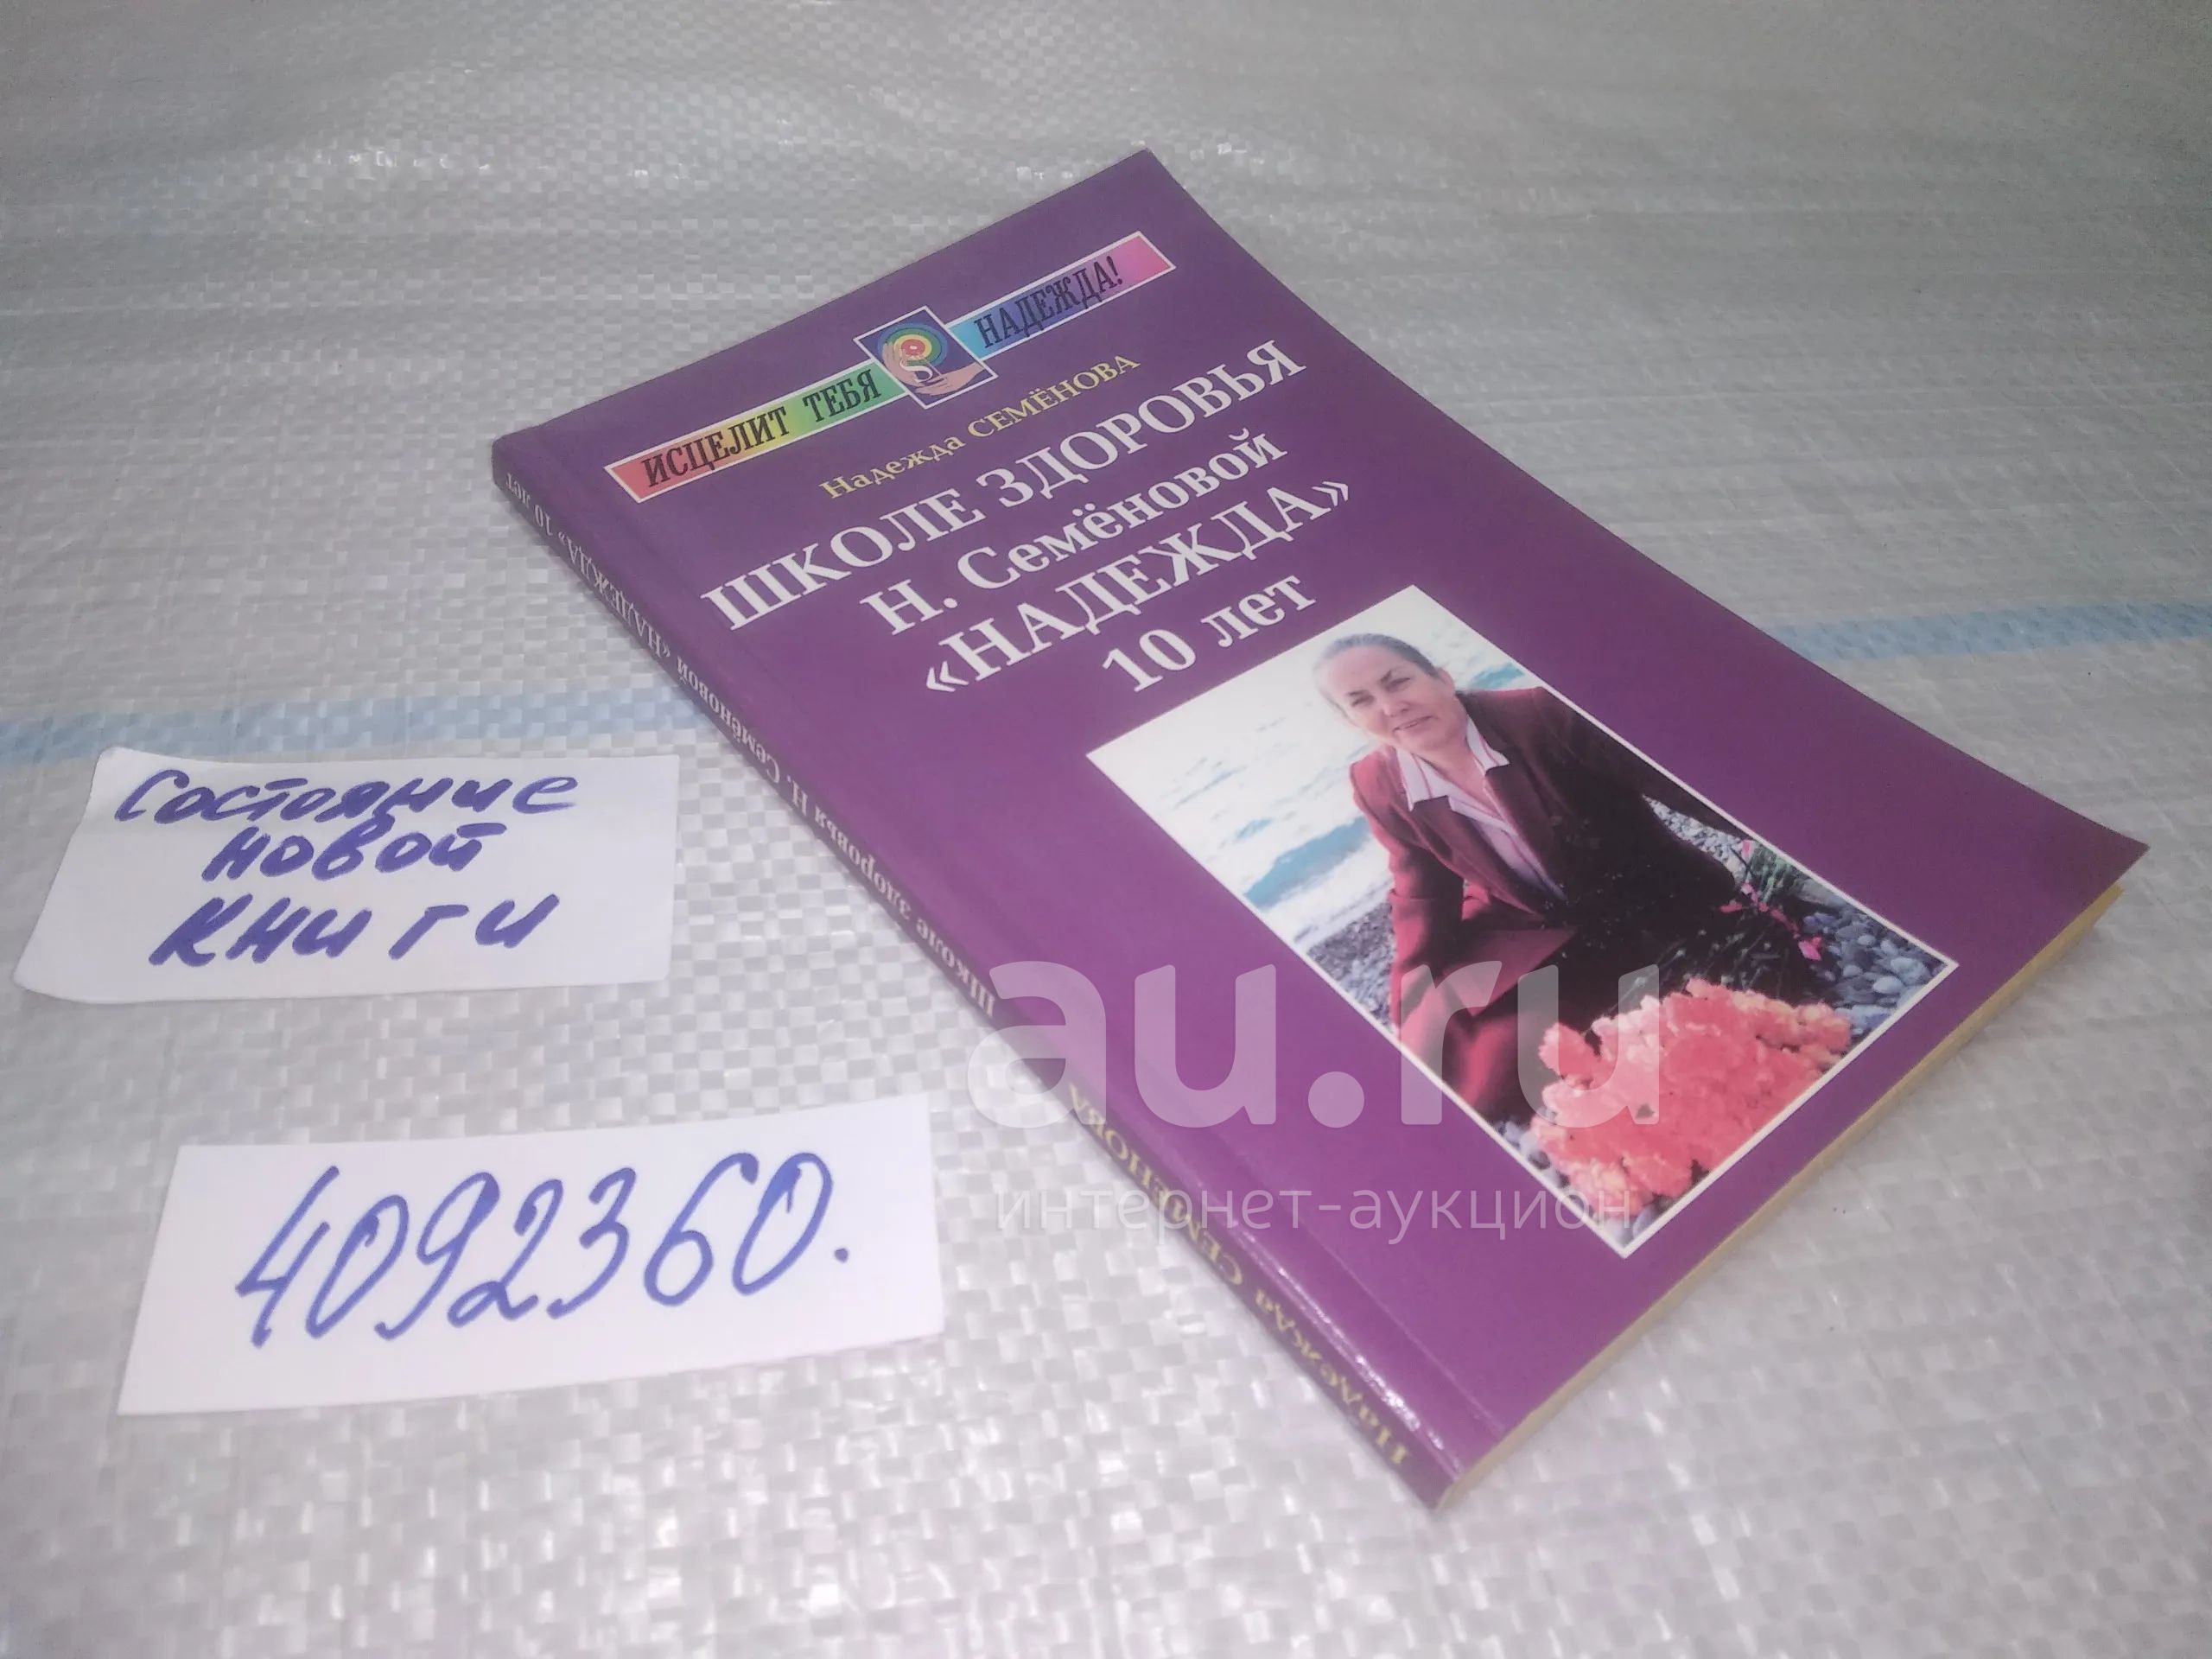 ИСЦЕЛИТ ТЕБЯ НАДЕЖДА!
S
Надежда СЕМЁНОВА
ШКОЛЕ ЗДОРОВЬЯ
Н. Семёновой
«НАДЕЖДА»
10 лет
Надежда СЕМЁНОВА Школе здоровья Н. Семёновой «НАДЕЖДА» 10 лет
Состояние
новой
книги
4092360.
au.ru
интернет-аукцион